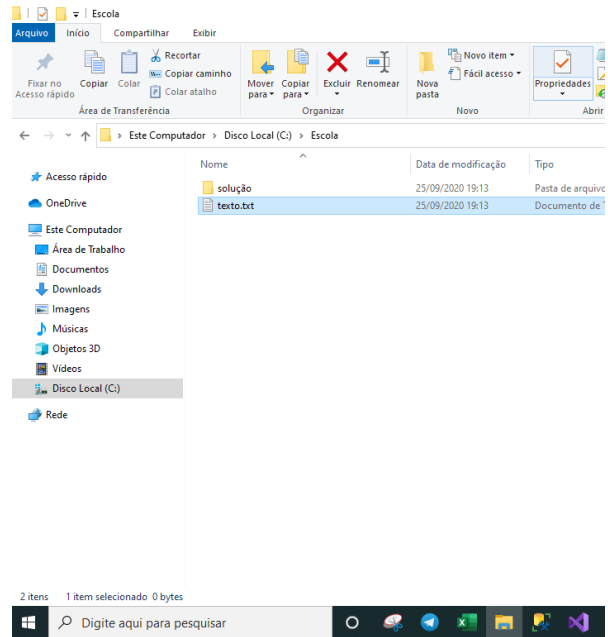 Escola
Arquivo Início Compartilhar Exibir
Fixar no Acesso rápido
Copiar
Colar
Recortar
Copiar caminho
Colar atalho
Mover para
Copiar para
Excluir
Renomear
Nova pasta
Novo item
Fácil acesso
Propriedades
Área de Transferência Organizar Novo Abrir
Este Computador Disco Local (C:) Escola
Nome Data de modificação Tipo
solução 25/09/2020 19:13 Pasta de arquivo
texto.txt 25/09/2020 19:13 Documento de T
Acesso rápido
OneDrive
Este Computador
Área de Trabalho
Documentos
Downloads
Imagens
Músicas
Objetos 3D
Vídeos
Disco Local (C:)
Rede
2 itens 1 item selecionado 0 bytes
Digite aqui para pesquisar